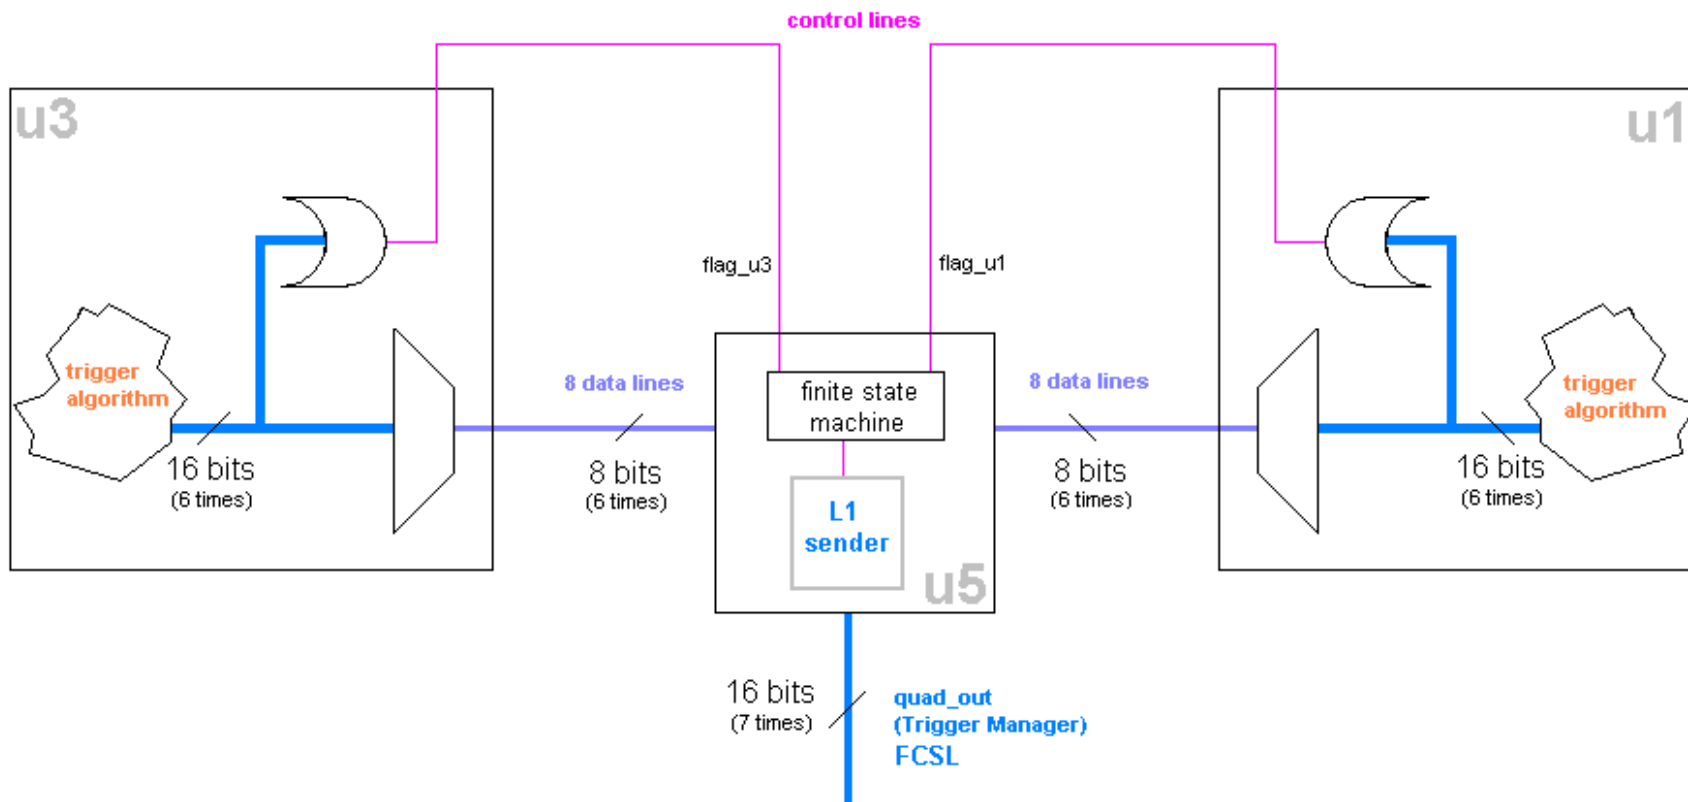 control lines
u3
u1
flag_u3
flag_u1
trigger
algorithm
8 data lines
finite state
machine
8 data lines
trigger
algorithm
16 bits
(6 times)
8 bits
(6 times)
L1
sender
8 bits
(6 times)
16 bits
(6 times)
u5
16 bits
(7 times)
quad_out
(Trigger Manager)
FCSL